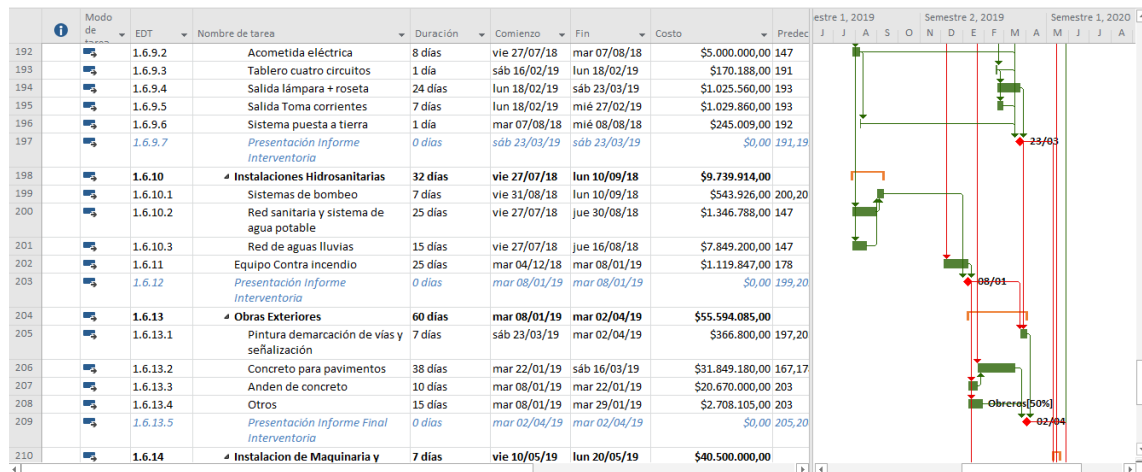 Modo de EDT Nombre de tarea Duración Comienzo Fin Costo Predec
estre 1, 2019 Semestre 2, 2019 Semestre 1, 2020
J J A S O N D E F M A M J J A
192 1.6.9.2 Acometida eléctrica 8 días vie 27/07/18 mar 07/08/18 $5.000.000,00 147
193 1.6.9.3 Tablero cuatro circuitos 1 día sáb 16/02/19 lun 18/02/19 $170.188,00 191
194 1.6.9.4 Salida lámpara + roseta 24 días lun 18/02/19 sáb 23/03/19 $1.025.560,00 193
195 1.6.9.5 Salida Toma corrientes 7 días lun 18/02/19 mié 27/02/19 $1.029.860,00 193
196 1.6.9.6 Sistema puesta a tierra 1 día mar 07/08/18 mié 08/08/18 $245.009,00 192
197 1.6.9.7 Presentación Informe 0 días sáb 23/03/19 sáb 23/03/19 $0,00 191,19 23/03
Interventoria
198 1.6.10 Instalaciones Hidrosanitarias 32 días vie 27/07/18 lun 10/09/18 $9.739.914,00
199 1.6.10.1 Sistemas de bombeo 7 días vie 31/08/18 lun 10/09/18 $543.926,00 200,20
200 1.6.10.2 Red sanitaria y sistema de 25 días vie 27/07/18 jue 30/08/18 $1.346.788,00 147
agua potable
201 1.6.10.3 Red de aguas lluvias 15 días vie 27/07/18 jue 16/08/18 $7.849.200,00 147
202 1.6.11 Equipo Contra incendio 25 días mar 04/12/18 mar 08/01/19 $1.119.847,00 178
203 1.6.12 Presentación Informe 0 días mar 08/01/19 mar 08/01/19 $0,00 199,20 08/01
Interventoria
204 1.6.13 Obras Exteriores 60 días mar 08/01/19 mar 02/04/19 $55.594.085,00
205 1.6.13.1 Pintura demarcación de vías y 7 días sáb 23/03/19 mar 02/04/19 $366.800,00 197,20
señalización
206 1.6.13.2 Concreto para pavimentos 38 días mar 22/01/19 sáb 16/03/19 $31.849.180,00 167,17
207 1.6.13.3 Anden de concreto 10 días mar 08/01/19 mar 22/01/19 $20.670.000,00 203
208 1.6.13.4 Otros 15 días mar 08/01/19 mar 29/01/19 $2.708.105,00 203 Obreros[50%]
209 1.6.13.5 Presentación Informe Final 0 días mar 02/04/19 mar 02/04/19 $0,00 205,20 02/04
Interventoria
210 1.6.14 Instalacion de Maquinaria y 7 días vie 10/05/19 lun 20/05/19 $40.500.000,00